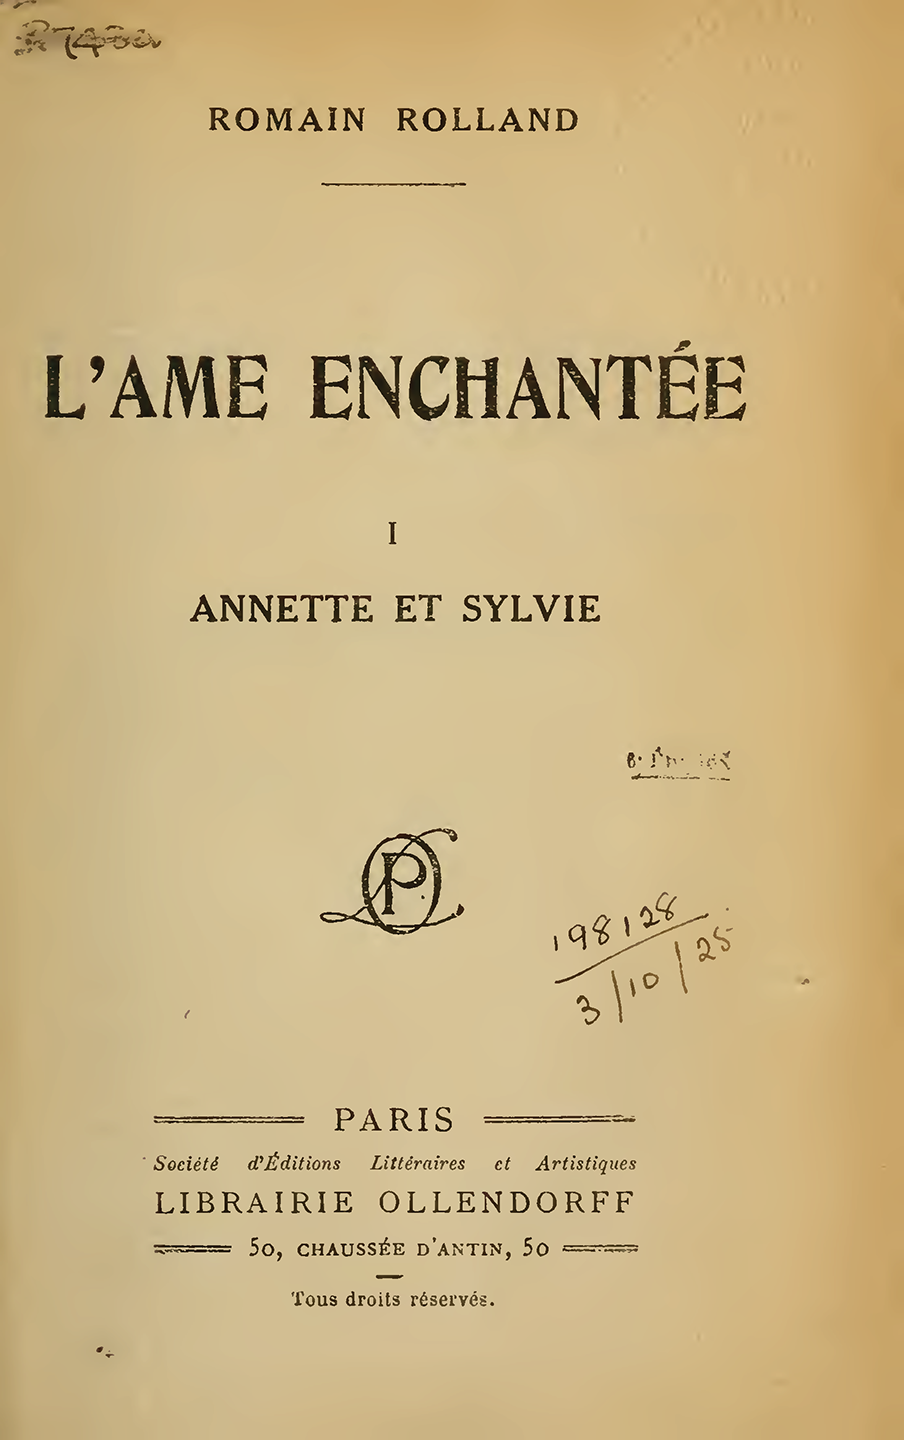 ROMAIN ROLLAND
L'AME ENCHANTÉE
I
ANNETTE ET SYLVIE
198128
3/10/25
PARIS
Société d'Éditions Littéraires et Artistiques
LIBRAIRIE OLLENDORFF
50, CHAUSSÉE D'ANTIN, 50
Tous droits réservés.